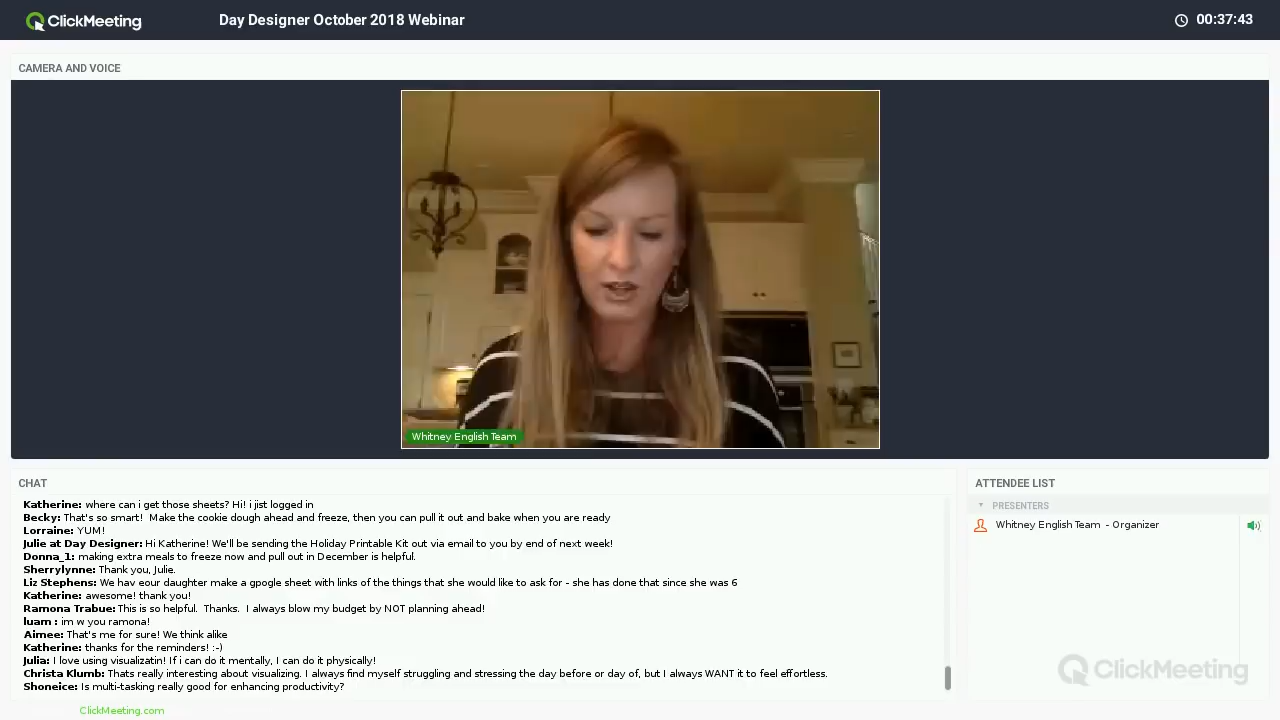 ClickMeeting
Day Designer October 2018 Webinar
00:37:43
CAMERA AND VOICE
Whitney English Team
CHAT
Katherine: where can i get those sheets? Hi! i jist logged in
Becky: That's so smart!  Make the cookie dough ahead and freeze, then you can pull it out and bake when you are ready
Lorraine: YUM!
Julie at Day Designer: Hi Katherine! We'll be sending the Holiday Printable Kit out via email to you by end of next week!
Donna_1: making extra meals to freeze now and pull out in December is helpful.
Sherrylynne: Thank you, Julie.
Liz Stephens: We hav eour daughter make a gpogle sheet with links of the things that she would like to ask for - she has done that since she was 6
Katherine: awesome! thank you!
Ramona Trabue: This is so helpful.  Thanks.  I always blow my budget by NOT planning ahead!
luam : im w you ramona!
Aimee: That's me for sure! We think alike
Katherine: thanks for the reminders! :-)
Julia: I love using visualizatin! If i can do it mentally, I can do it physically!
Christa Klumb: Thats really interesting about visualizing. I always find myself struggling and stressing the day before or day of, but I always WANT it to feel effortless.
Shoneice: Is multi-tasking really good for enhancing productivity?
ATTENDEE LIST
PRESENTERS
Whitney English Team  - Organizer
ClickMeeting
ClickMeeting.com